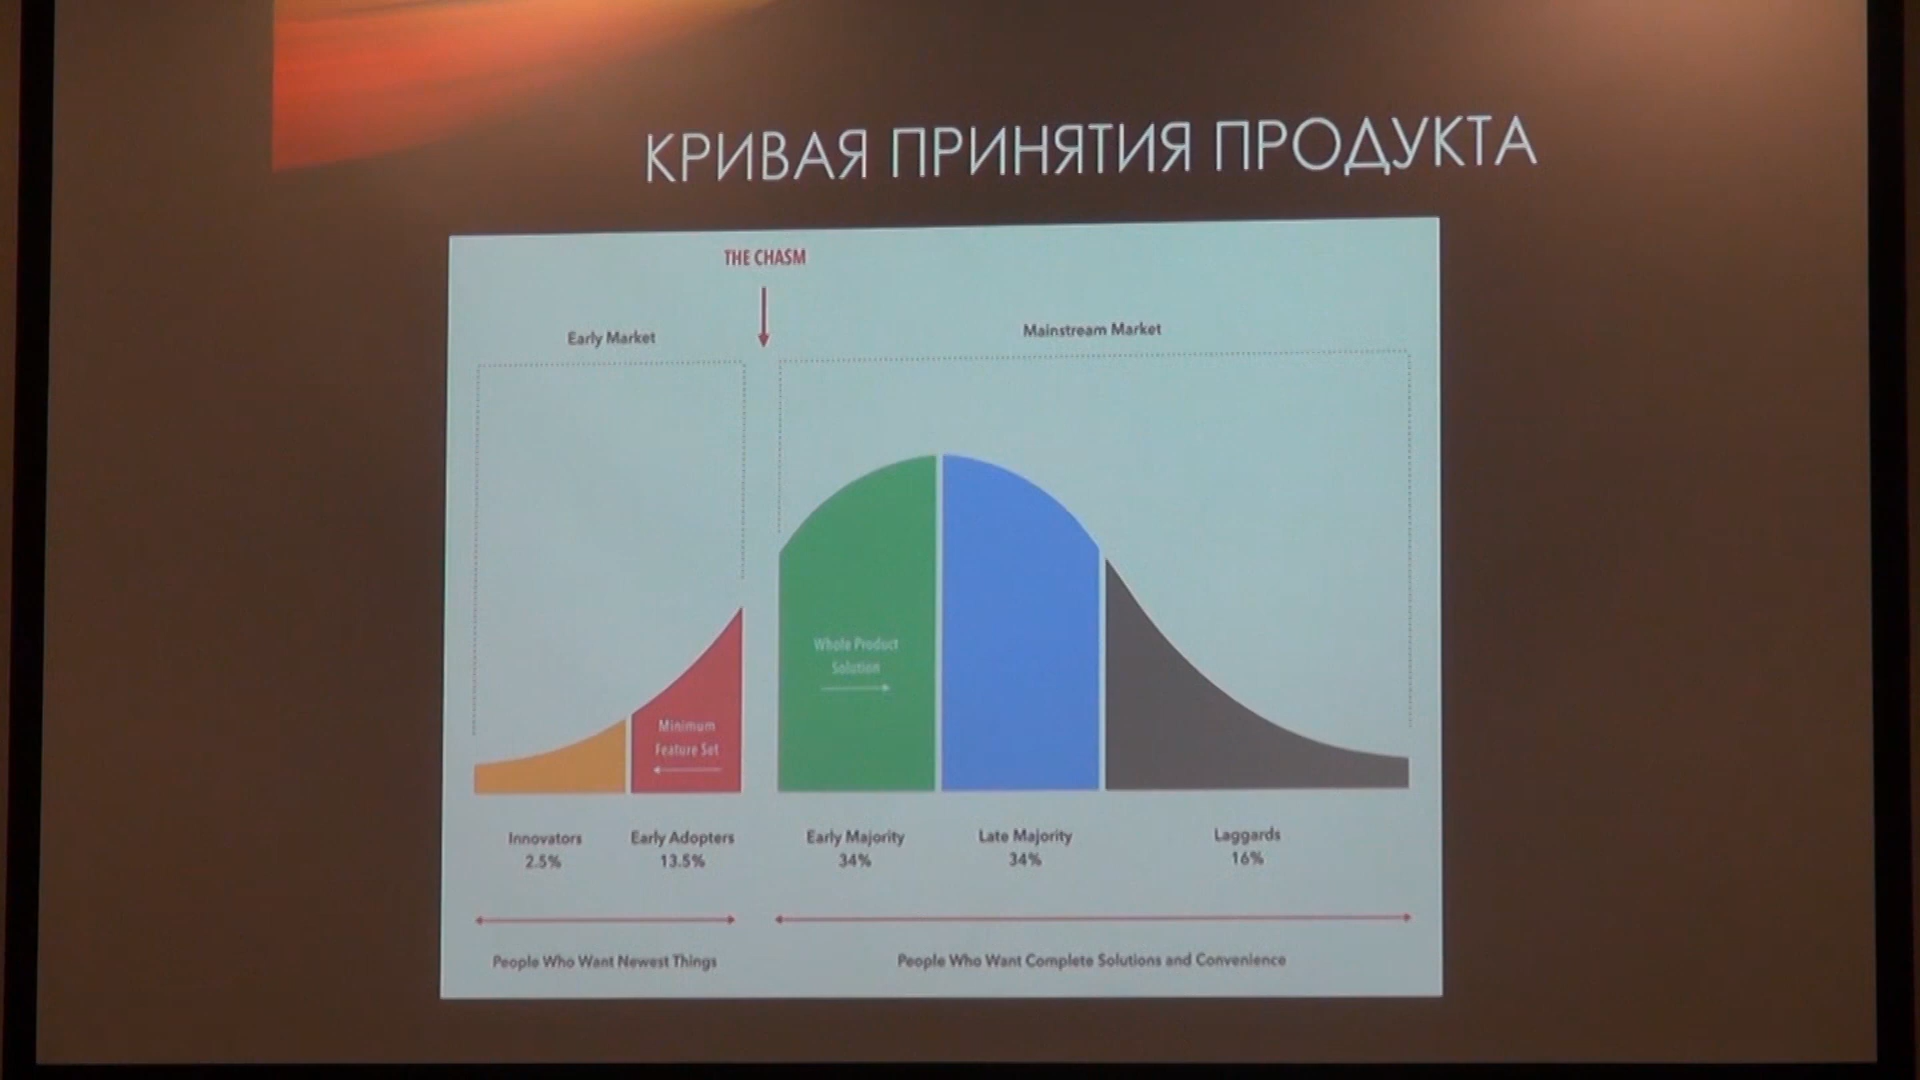 КРИВАЯ ПРИНЯТИЯ ПРОДУКТА
THE CHASM
Early Market
Mainstream Market
Whole Product
Solution
Minimum
Feature Set
Innovators
2.5%
Early Adopters
13.5%
Early Majority
34%
Late Majority
34%
Laggards
16%
People Who Want Newest Things
People Who Want Complete Solutions and Convenience